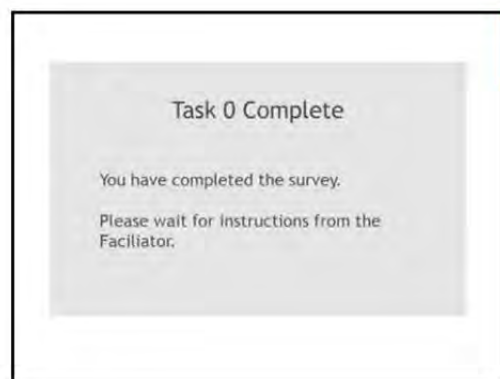 Task 0 Complete
You have completed the survey.
Please wait for instructions from the
Faciliator.